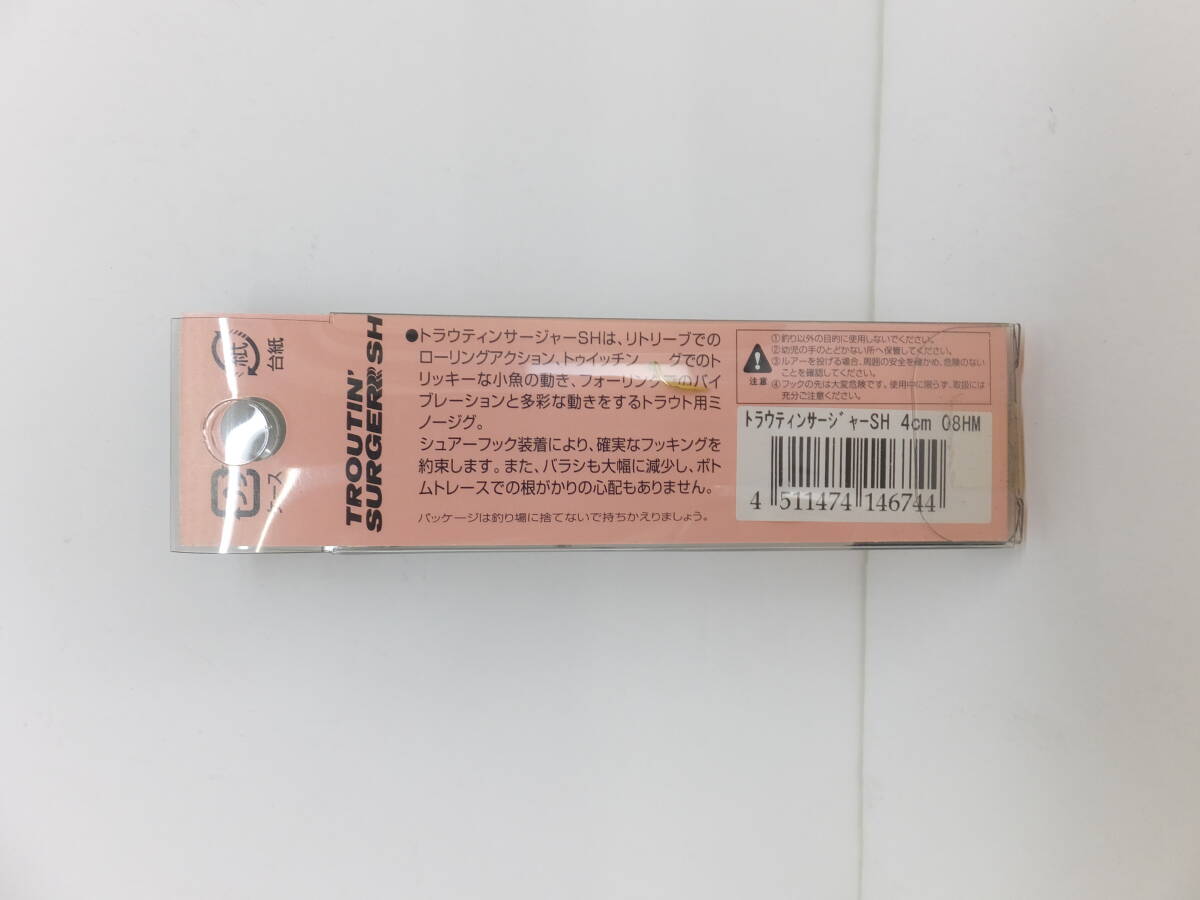 紙
台紙
プラ
ケース
TROUTIN'
SURGER SH
●トラウティンサージャーSHは、リトリーブでの
ローリングアクション、トゥイッチン グでのト
リッキーな小魚の動き、フォーリング でのバイ
ブレーションと多彩な動きをするトラウト用ミ
ノージグ。
シュアーフック装着により、確実なフッキングを
約束します。また、バラシも大幅に減少し、ボト
ムトレースでの根がかりの心配もありません。
パッケージは釣り場に捨てないで持ちかえりましょう。
注意
①釣り以外の目的に使用しないでください。
②幼児の手のとどかない所へ保管してください。
③ルアーを投げる場合、周囲の安全を確かめ、危険のない
ことを確認してください。
④フックの先は大変危険です。使用中に限らず、取扱には
充分ご注意ください。
トラウティンサージャーSH 4cm 08HM
4 511474 146744